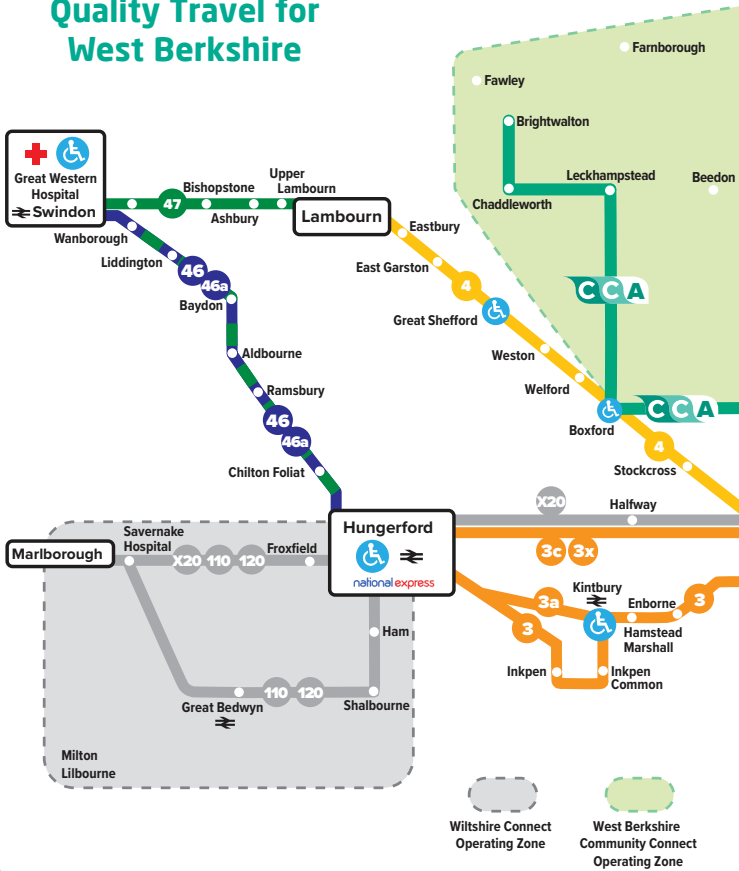 Quality Travel for
West Berkshire
Farnborough
Fawley
Brightwalton
Great Western
Hospital
Swindon
47
Bishopstone
Ashbury
Upper
Lambourn
Lambourn
Chaddleworth
Leckhampstead
Beedon
Wanborough
Liddington
46
46a
Baydon
Eastbury
East Garston
4
Great Shefford
C C A
Aldbourne
Weston
Ramsbury
Welford
46
46a
Boxford
C C A
4
Chilton Foliat
Stockcross
X20
Halfway
Hungerford
national express
3c
3x
Marlborough
Savernake
Hospital
X20
110
120
Froxfield
Kintbury
3a
Enborne
3
3
Hamstead
Marshall
Ham
Inkpen
Inkpen
Common
Great Bedwyn
110
120
Shalbourne
Milton
Lilbourne
Wiltshire Connect
Operating Zone
West Berkshire
Community Connect
Operating Zone